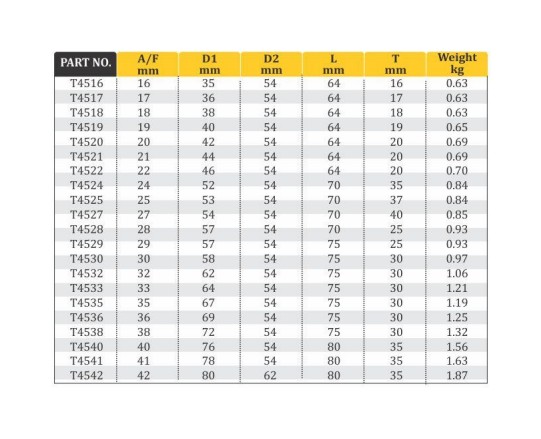 PART NO. A/F mm D1 mm D2 mm L mm T mm Weight kg
T4516 16 35 54 64 16 0.63
T4517 17 36 54 64 17 0.63
T4518 18 38 54 64 18 0.63
T4519 19 40 54 64 19 0.65
T4520 20 42 54 64 20 0.69
T4521 21 44 54 64 20 0.69
T4522 22 46 54 64 20 0.70
T4524 24 52 54 70 35 0.84
T4525 25 53 54 70 37 0.84
T4527 27 54 54 70 40 0.85
T4528 28 57 54 70 25 0.93
T4529 29 57 54 75 25 0.93
T4530 30 58 54 75 30 0.97
T4532 32 62 54 75 30 1.06
T4533 33 64 54 75 30 1.21
T4535 35 67 54 75 30 1.19
T4536 36 69 54 75 30 1.25
T4538 38 72 54 75 30 1.32
T4540 40 76 54 80 35 1.56
T4541 41 78 54 80 35 1.63
T4542 42 80 62 80 35 1.87